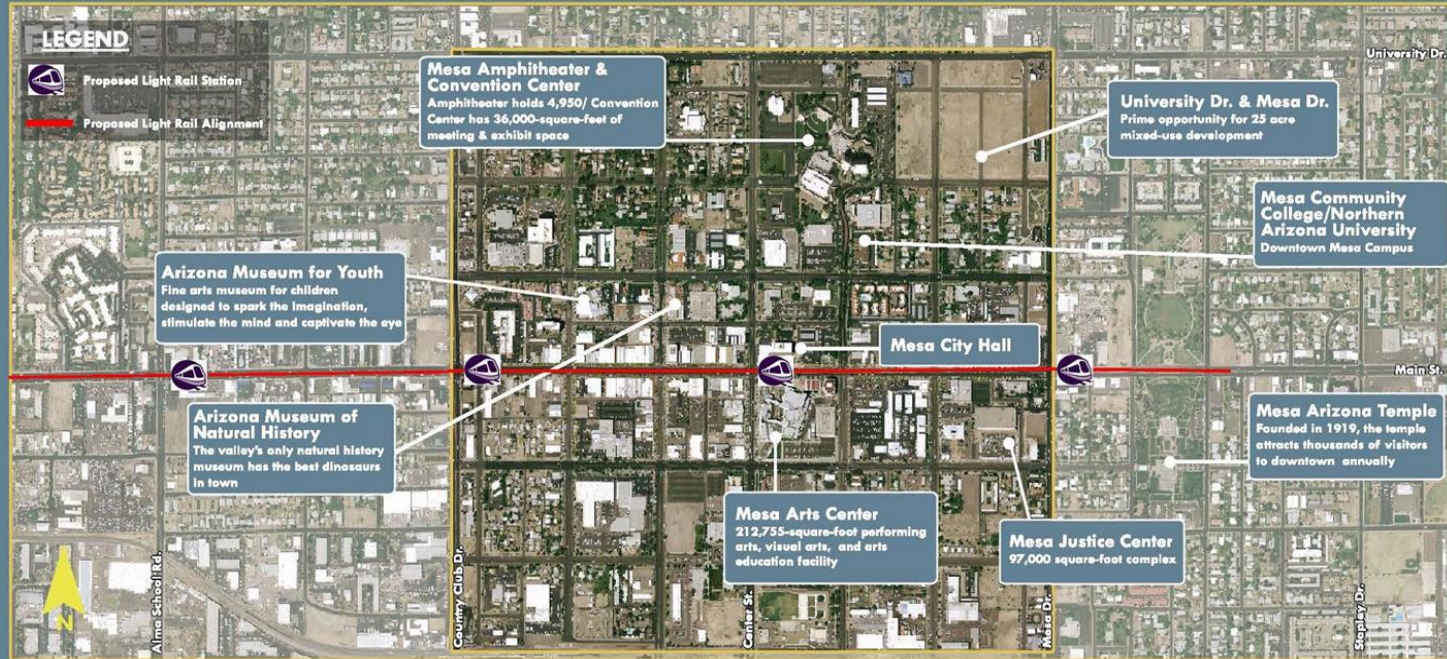 LEGEND
Proposed Light Rail Station
Proposed Light Rail Alignment
University Dr.
Mesa Amphitheater &
Convention Center
Amphitheater holds 4,950/ Convention
Center has 36,000-square-feet of
meeting & exhibit space
University Dr. & Mesa Dr.
Prime opportunity for 25 acre
mixed-use development
Mesa Community
College/Northern
Arizona University
Downtown Mesa Campus
Arizona Museum for Youth
Fine arts museum for children
designed to spark the imagination,
stimulate the mind and captivate the eye
Mesa City Hall
Main St.
Arizona Museum of
Natural History
The valley's only natural history
museum has the best dinosaurs
in town
Mesa Arizona Temple
Founded in 1919, the temple
attracts thousands of visitors
to downtown annually
Mesa Arts Center
212,755-square-foot performing
arts, visual arts, and arts
education facility
Mesa Justice Center
97,000 square-foot complex
N
Alma School Rd.
Country Club Dr.
Center St.
Mesa Dr.
Stapley Dr.